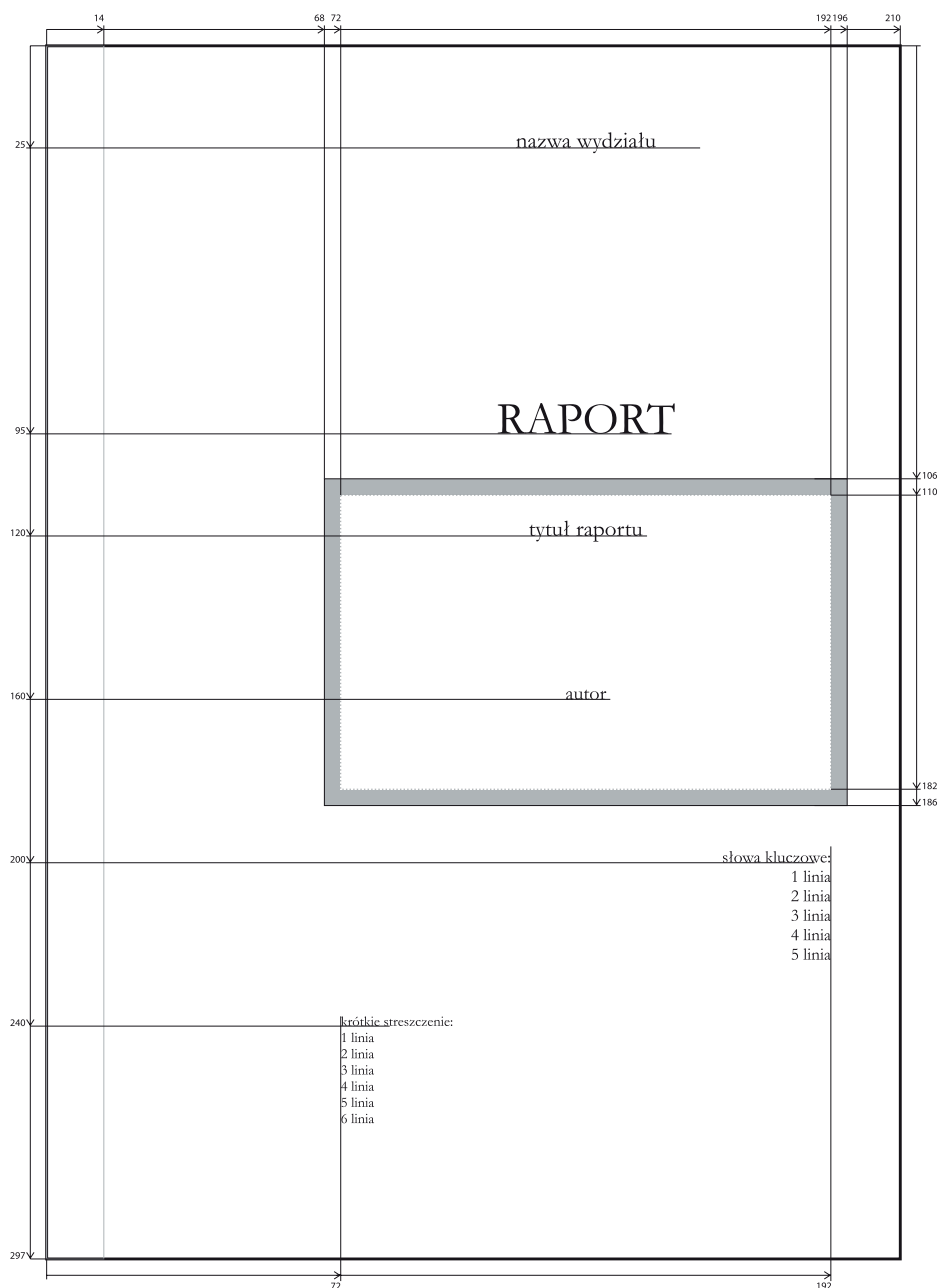 14 68 72 192 196 210
25 nazwa wydziału
95 RAPORT
106
110
120 tytuł raportu
160 autor
182
186
200 słowa kluczowe:
1 linia
2 linia
3 linia
4 linia
5 linia
240 krótkie streszczenie:
1 linia
2 linia
3 linia
4 linia
5 linia
6 linia
297
72 192